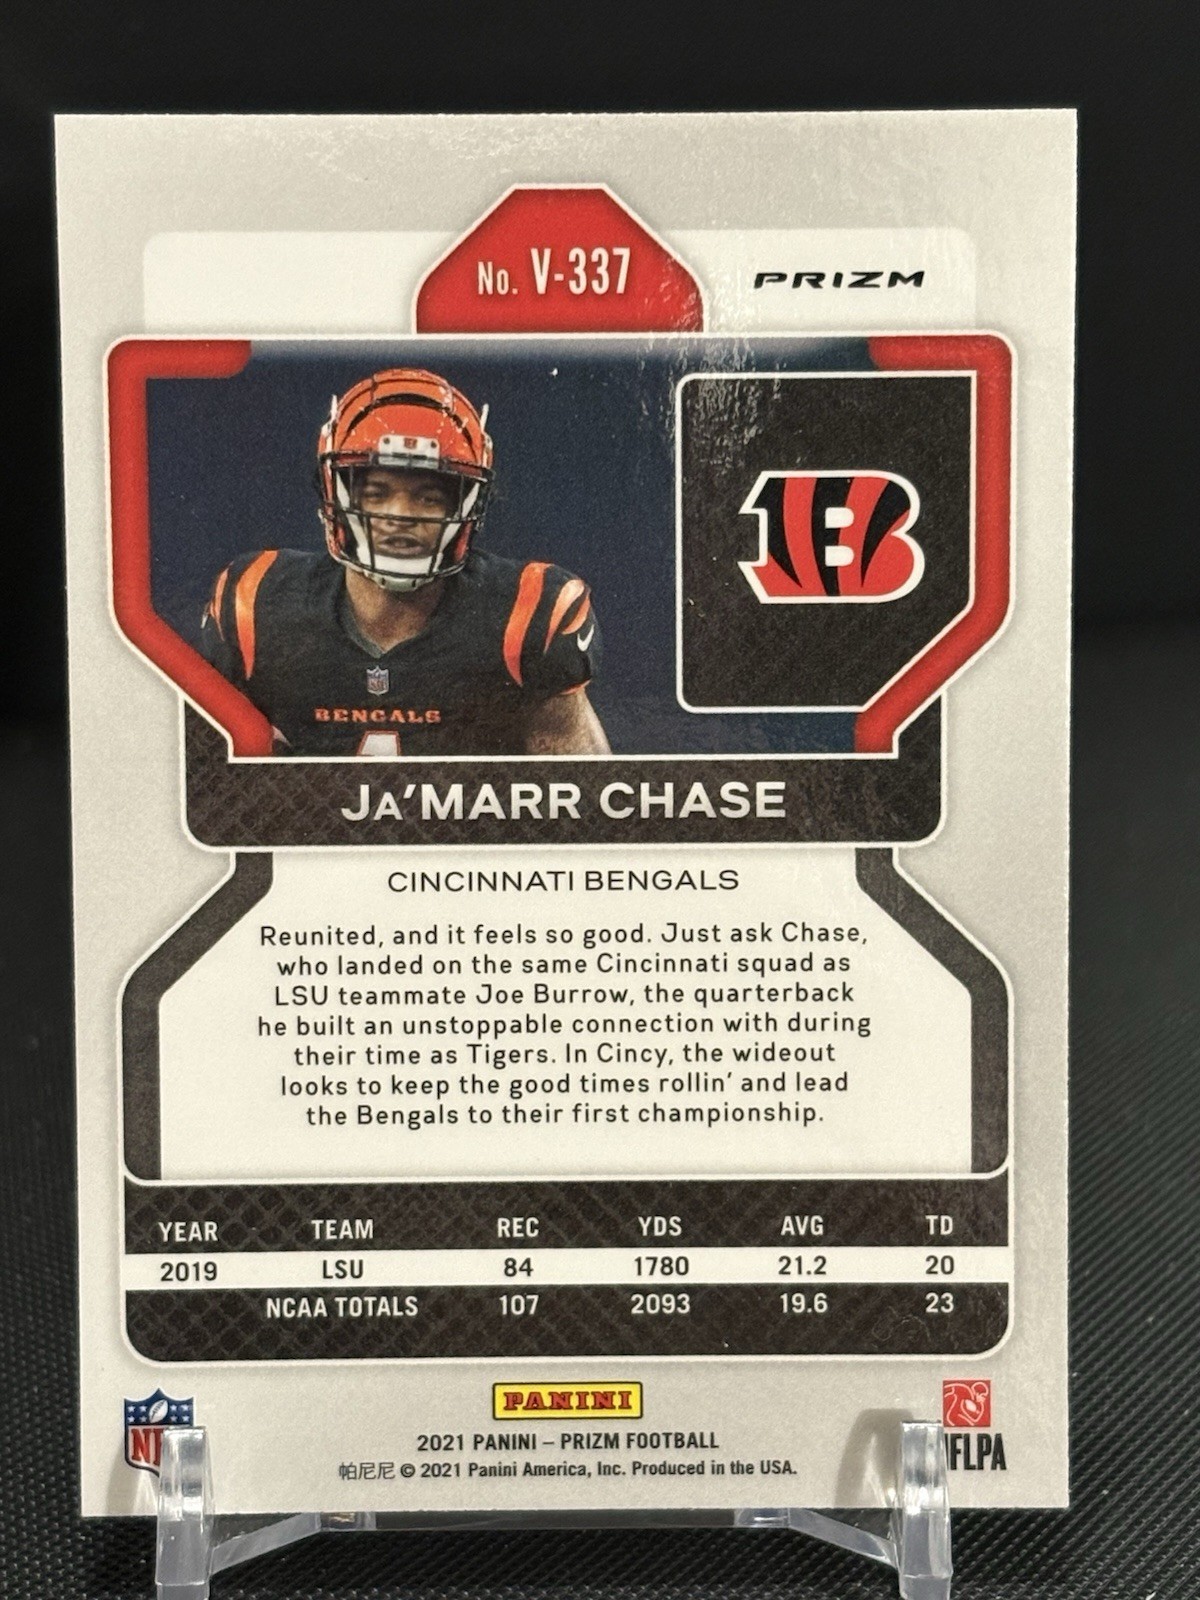 No. V-337
PRIZM
B
BENGALS
JA'MARR CHASE
CINCINNATI BENGALS
Reunited, and it feels so good. Just ask Chase,
who landed on the same Cincinnati squad as
LSU teammate Joe Burrow, the quarterback
he built an unstoppable connection with during
their time as Tigers. In Cincy, the wideout
looks to keep the good times rollin' and lead
the Bengals to their first championship.
YEAR TEAM REC YDS AVG TD
2019 LSU 84 1780 21.2 20
NCAA TOTALS 107 2093 19.6 23
PANINI
2021 PANINI – PRIZM FOOTBALL
帕尼尼 © 2021 Panini America, Inc. Produced in the USA.